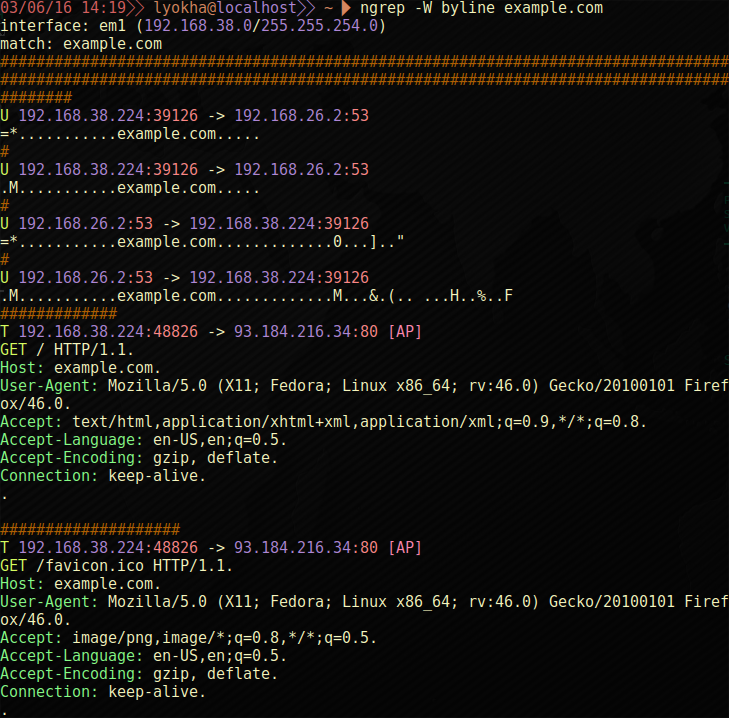 03/06/16 14:19>> lyokha@localhost>> ~ ngrep -W byline example.com
interface: em1 (192.168.38.0/255.255.254.0)
match: example.com
#################################################################################
#################################################################################
########
U 192.168.38.224:39126 -> 192.168.26.2:53
=*...........example.com.....
#
U 192.168.38.224:39126 -> 192.168.26.2:53
.M...........example.com.....
#
U 192.168.26.2:53 -> 192.168.38.224:39126
=*...........example.com.............0...].."
#
U 192.168.26.2:53 -> 192.168.38.224:39126
.M...........example.com.............M...&.(.. ...H..%..F
#############
T 192.168.38.224:48826 -> 93.184.216.34:80 [AP]
GET / HTTP/1.1.
Host: example.com.
User-Agent: Mozilla/5.0 (X11; Fedora; Linux x86_64; rv:46.0) Gecko/20100101 Firef
ox/46.0.
Accept: text/html,application/xhtml+xml,application/xml;q=0.9,*/*;q=0.8.
Accept-Language: en-US,en;q=0.5.
Accept-Encoding: gzip, deflate.
Connection: keep-alive.
.
####################
T 192.168.38.224:48826 -> 93.184.216.34:80 [AP]
GET /favicon.ico HTTP/1.1.
Host: example.com.
User-Agent: Mozilla/5.0 (X11; Fedora; Linux x86_64; rv:46.0) Gecko/20100101 Firef
ox/46.0.
Accept: image/png,image/*;q=0.8,*/*;q=0.5.
Accept-Language: en-US,en;q=0.5.
Accept-Encoding: gzip, deflate.
Connection: keep-alive.
.